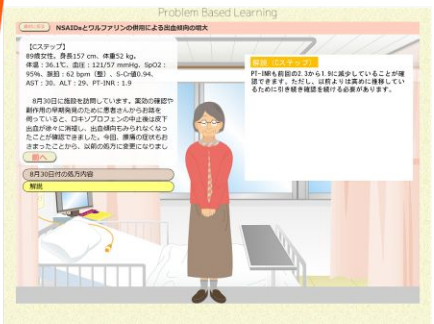 Problem Based Learning
NSAIDsとワルファリンの併用による出血傾向の増大
【Cステップ】
89歳女性。身長157 cm、体重52 kg。
体温：36.1℃、血圧：121/57 mmHg、SpO2：
95%、脈拍：62 bpm（整）、S-Cr値0.94、
AST：30、ALT：29、PT-INR：1.9
8月30日に施設を訪問しています。薬効の確認や
副作用の早期発見のために患者さんからお話を
伺っていると、ロキソプロフェンの中止後は皮下
出血が徐々に消褪し、出血傾向もみられなくなっ
たことが確認できました。今回、腰痛の症状もお
さまったことから、以前の処方に変更になりまし
前へ
8月30日付の処方内容
解説
解説（Cステップ）
PT-INRも前回の2.3から1.9に減少していることが確
認できます。ただし、以前よりは高めに推移してい
るために引き続き確認を続ける必要があります。